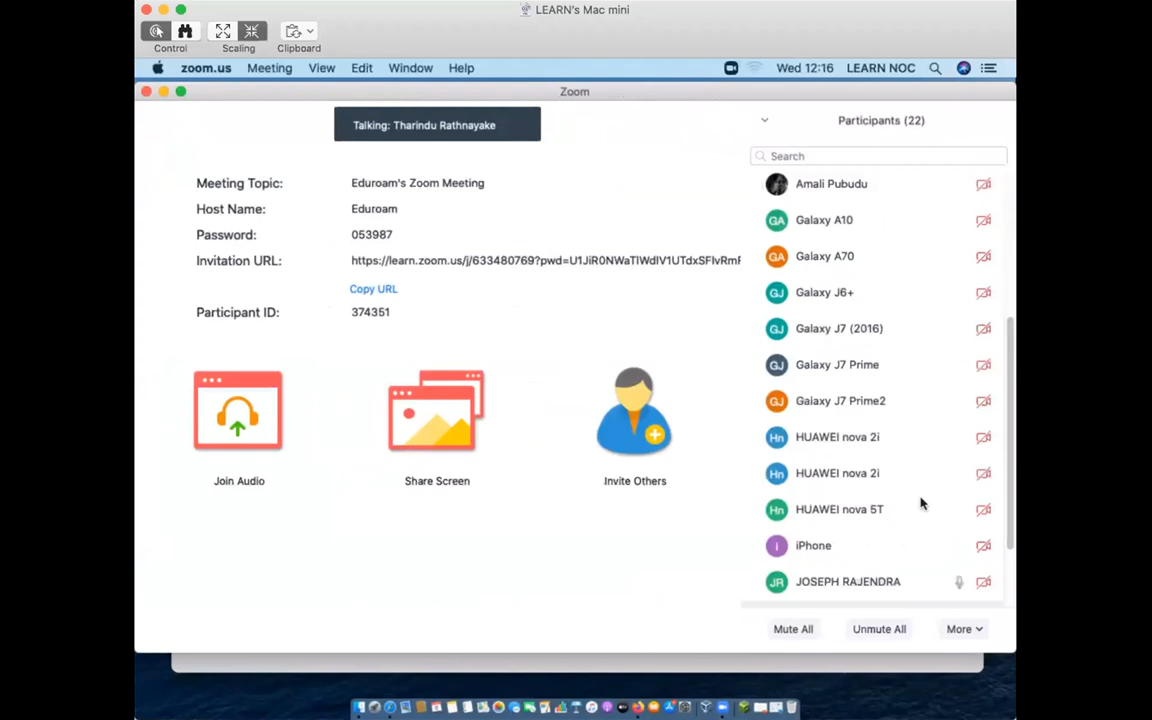 LEARN's Mac mini
Control
Scaling
Clipboard
zoom.us Meeting View Edit Window Help Wed 12:16 LEARN NOC
Zoom
Talking: Tharindu Rathnayake
Participants (22)
Search
Meeting Topic: Eduroam's Zoom Meeting
Host Name: Eduroam
Password: 053987
Invitation URL:
Copy URL
Participant ID: 374351
Join Audio
Share Screen
Invite Others
Amali Pubudu
GA Galaxy A10
GA Galaxy A70
GJ Galaxy J6+
GJ Galaxy J7 (2016)
GJ Galaxy J7 Prime
GJ Galaxy J7 Prime2
Hn HUAWEI nova 2i
Hn HUAWEI nova 2i
Hn HUAWEI nova 5T
I iPhone
JR JOSEPH RAJENDRA
Mute All
Unmute All
More